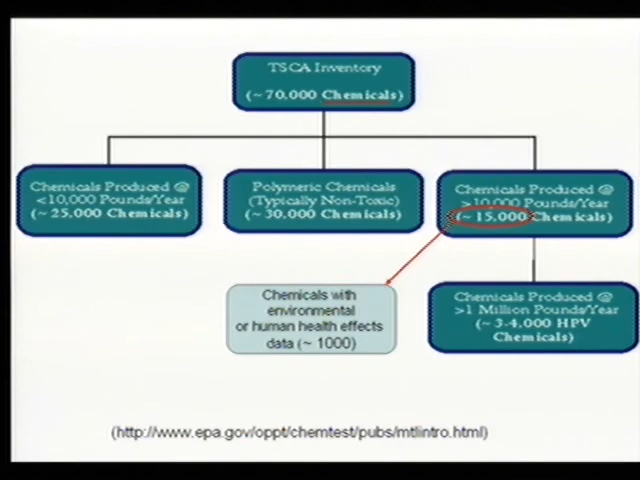 TSCA Inventory
(~ 70,000 Chemicals)
Chemicals Produced @
<10,000 Pounds/Year
(~ 25,000 Chemicals)
Polymeric Chemicals
(Typically Non-Toxic)
(~ 30,000 Chemicals)
Chemicals Produced @
>10,000 Pounds/Year
(~ 15,000 Chemicals)
Chemicals with
environmental
or human health effects
data (~ 1000)
Chemicals Produced @
>1 Million Pounds/Year
(~ 3-4,000 HPV
Chemicals)
(http://www.epa.gov/oppt/chemtest/pubs/mtlintro.html)